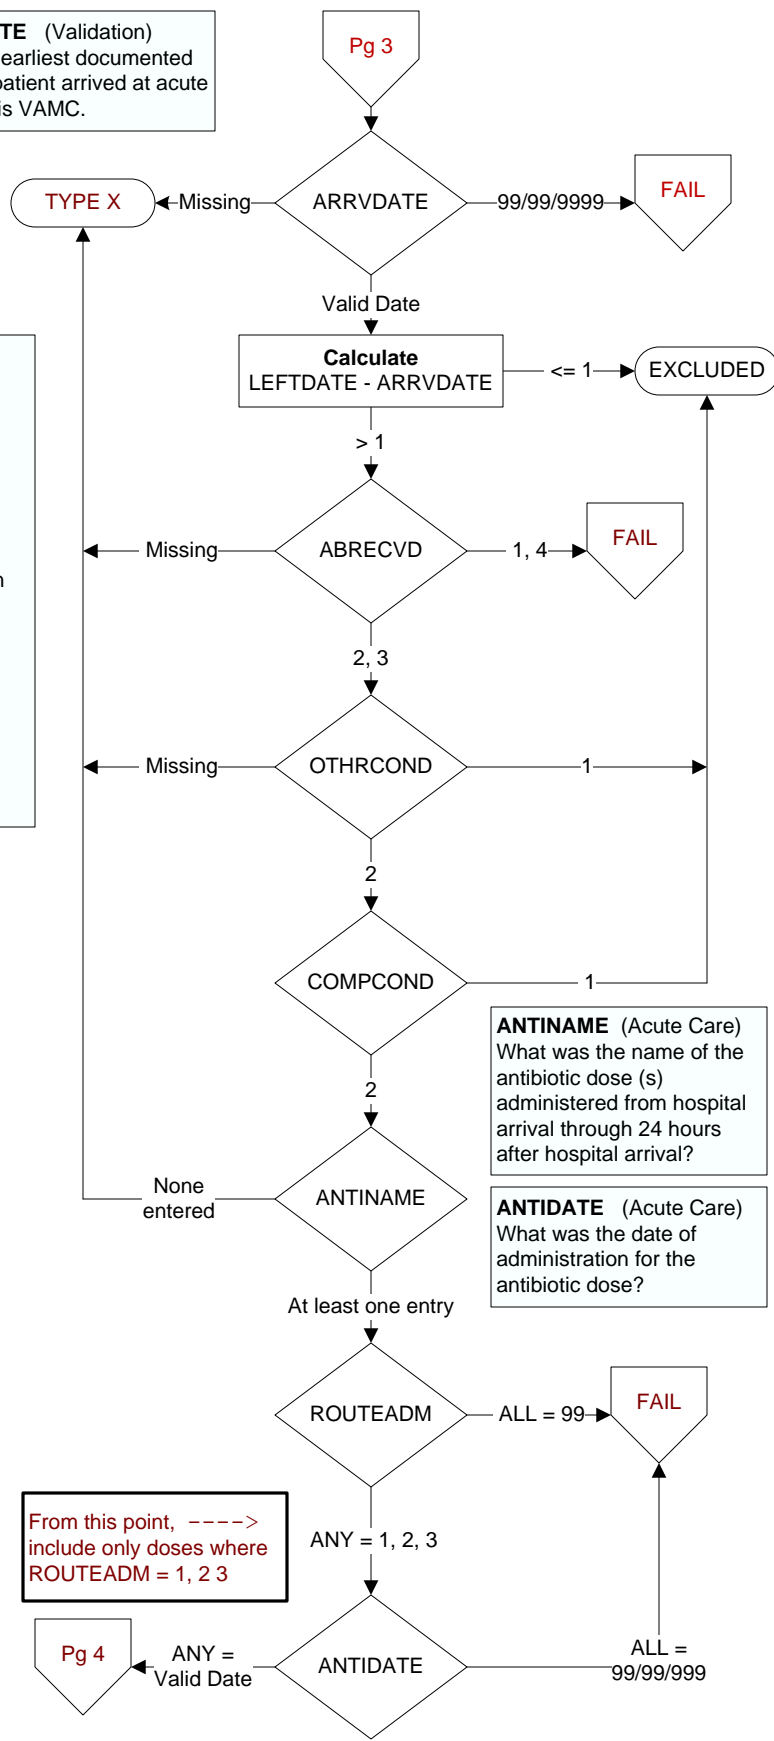 TE (Validation)
earliest documented
patient arrived at acute
is VAMC.
Pg 3
TYPE X
Missing
ARRVDATE
99/99/9999
FAIL
Valid Date
Calculate
LEFTDATE - ARRVDATE
<= 1
EXCLUDED
> 1
Missing
ABRECVD
1, 4
FAIL
n
2, 3
Missing
OTHRCOND
1
2
COMPCOND
1
ANTINAME (Acute Care)
What was the name of the
antibiotic dose (s)
administered from hospital
arrival through 24 hours
after hospital arrival?
2
None
entered
ANTINAME
ANTIDATE (Acute Care)
What was the date of
administration for the
antibiotic dose?
At least one entry
ROUTEADM
ALL = 99
FAIL
From this point, ---->
include only doses where
ROUTEADM = 1, 2 3
ANY = 1, 2, 3
Pg 4
ANY =
Valid Date
ANTIDATE
ALL =
99/99/999